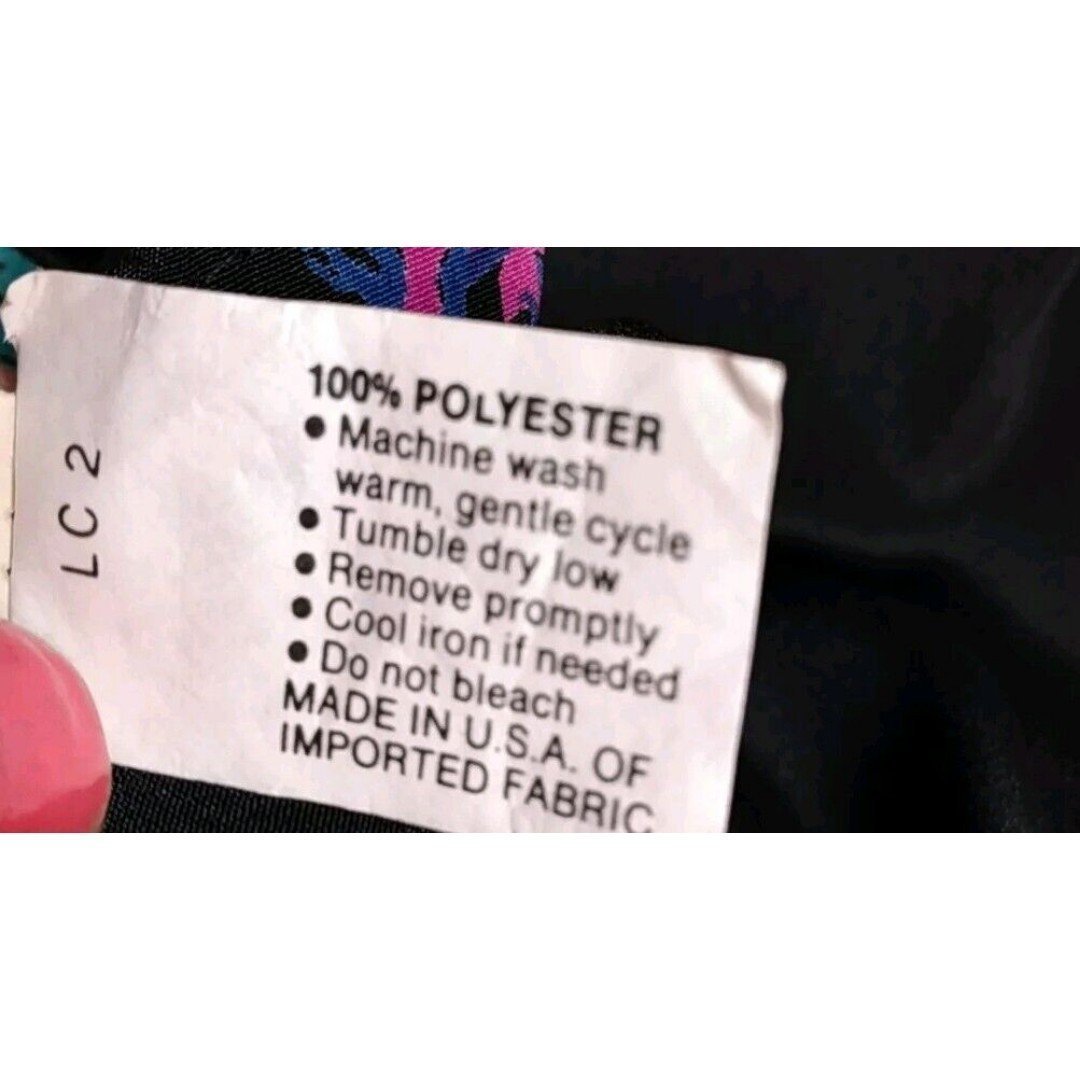 LC 2
100% POLYESTER
• Machine wash
warm, gentle cycle
• Tumble dry low
• Remove promptly
• Cool iron if needed
• Do not bleach
MADE IN U.S.A. OF
IMPORTED FABRIC